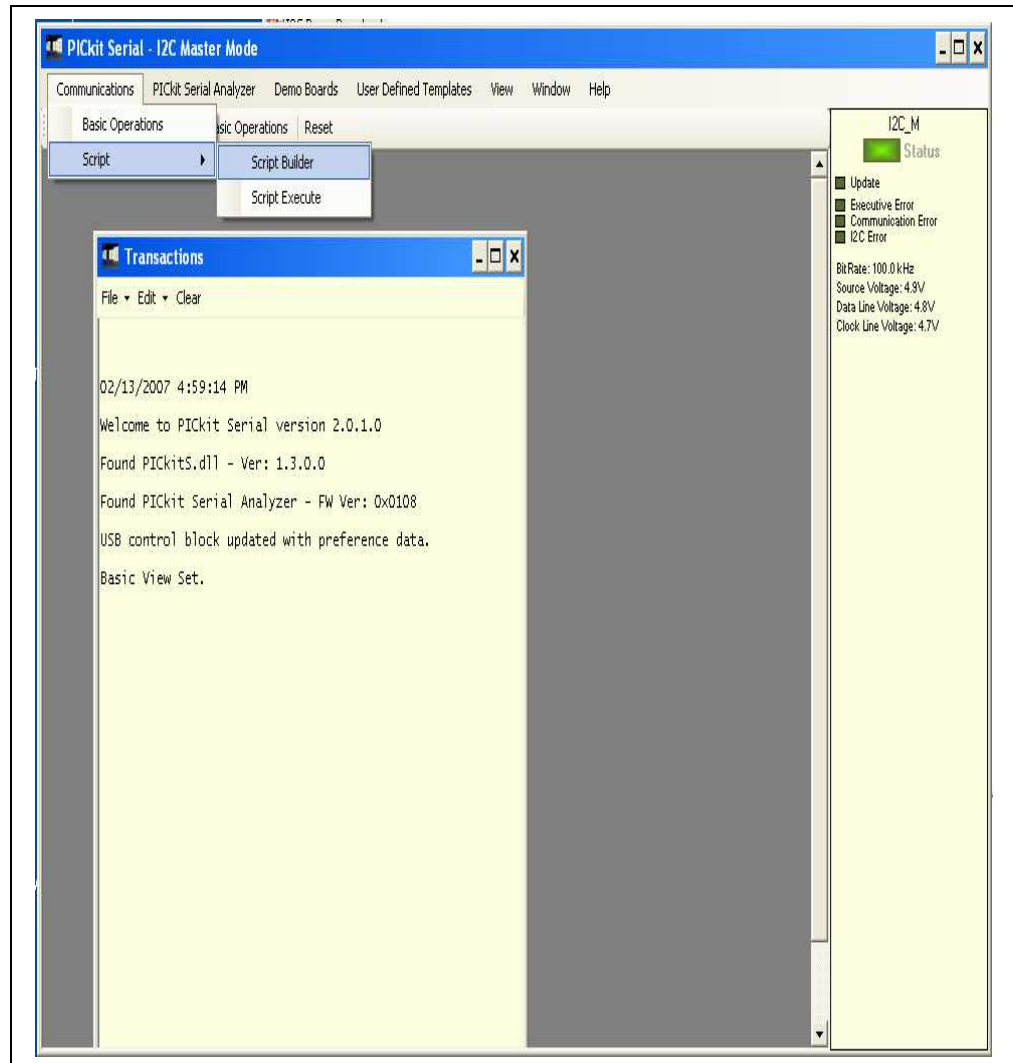 PICkit Serial - I2C Master Mode
Communications PICkit Serial Analyzer Demo Boards User Defined Templates View Window Help
Basic Operations
Operations Reset
Script
Script Builder
Script Execute
Transactions
File Edit Clear
02/13/2007 4:59:14 PM
Welcome to PICkit Serial version 2.0.1.0
Found PICkitS.dll - Ver: 1.3.0.0
Found PICkit Serial Analyzer - FW Ver: 0x0108
USB control block updated with preference data.
Basic View Set.
I2C_M
Status
Update
Executive Error
Communication Error
I2C Error
BitRate: 100.0 kHz
Source Voltage: 4.9V
Data Line Voltage: 4.8V
Clock Line Voltage: 4.7V